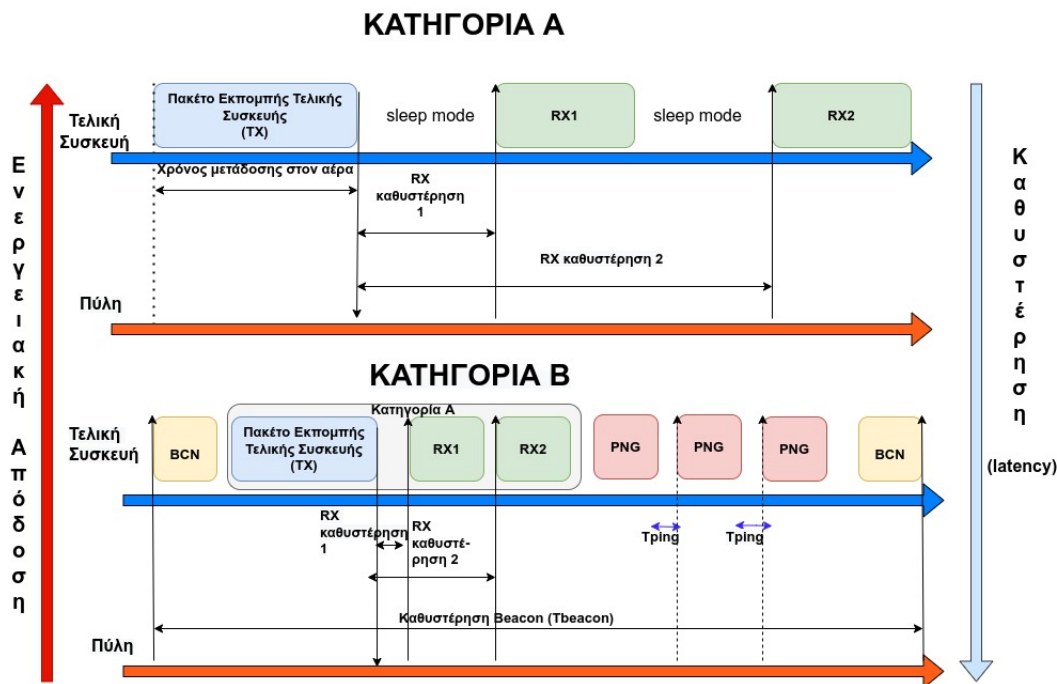 ΚΑΤΗΓΟΡΙΑ Α
Ενεργειακή Απόδοση
Τελική
Συσκευή
Πακέτο Εκπομπής Τελικής
Συσκευής
(TX)
sleep mode
RX1
sleep mode
RX2
Χρόνος μετάδοσης στον αέρα
RX
καθυστέρηση
1
RX καθυστέρηση 2
Πύλη
Καθυστέρηση
(latency)
ΚΑΤΗΓΟΡΙΑ Β
Κατηγορία Α
Τελική
Συσκευή
BCN
Πακέτο Εκπομπής
Τελικής Συσκευής
(TX)
RX1
RX2
PNG
PNG
PNG
BCN
RX
καθυστέρηση
1
RX
καθυστέ-
ρηση 2
Tping
Tping
Καθυστέρηση Beacon (Tbeacon)
Πύλη